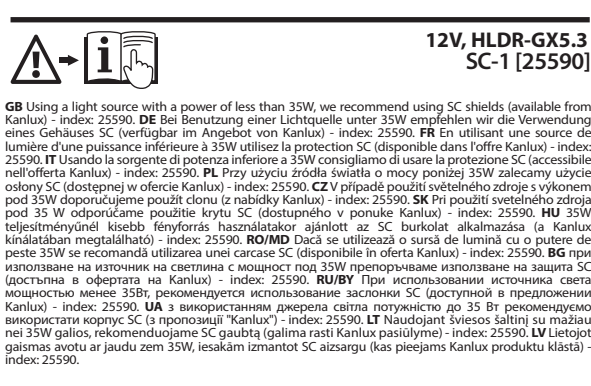 12V, HLDR-GX5.3
SC-1 [25590]
GB Using a light source with a power of less than 35W, we recommend using SC shields (available from
Kanlux) - index: 25590. DE Bei Benutzung einer Lichtquelle unter 35W empfehlen wir die Verwendung
eines Gehäuses SC (verfügbar im Angebot von Kanlux) - index: 25590. FR En utilisant une source de
lumière d'une puissance inférieure à 35W utilisez la protection SC (disponible dans l'offre Kanlux) - index:
25590. IT Usando la sorgente di potenza inferiore a 35W consigliamo di usare la protezione SC (accessibile
nell'offerta Kanlux) - index: 25590. PL Przy użyciu źródła światła o mocy poniżej 35W zalecamy użycie
osłony SC (dostępnej w ofercie Kanlux) - index: 25590. CZ V případě použití světelného zdroje s výkonem
pod 35W doporučujeme použít clonu (z nabídky Kanlux) - index: 25590. SK Pri použití svetelného zdroja
pod 35 W odporúčame použitie krytu SC (dostupného v ponuke Kanlux) - index: 25590. HU 35W
teljesítményűnél kisebb fényforrás használatakor ajánlott az SC burkolat alkalmazása (a Kanlux
kínálatában megtalálható) - index: 25590. RO/MD Dacă se utilizează o sursă de lumină cu o putere de
peste 35W se recomandă utilizarea unei carcase SC (disponible în oferta Kanlux) - index: 25590. BG при
използване на източник на светлина с мощност под 35W препоръчваме използване на защита SC
(достъпна в офертата на Kanlux) - index: 25590. RU/BY При использовании источника света
мощностью менее 35Вт, рекомендуется использование заслонки SC (доступной в предложении
Kanlux) - index: 25590. UA з використанням джерела світла потужністю до 35 Вт рекомендуємо
використати корпус SC (з пропозиції "Kanlux") - index: 25590. LT Naudojant šviesos šaltinį su mažiau
nei 35W galios, rekomenduojame SC gaubtą (galima rasti Kanlux pasiūlyme) - index: 25590. LV Lietojot
gaismas avotu ar jaudu zem 35W, iesakām izmantot SC aizsargu (kas pieejams Kanlux produktu klāstā) -
index: 25590.